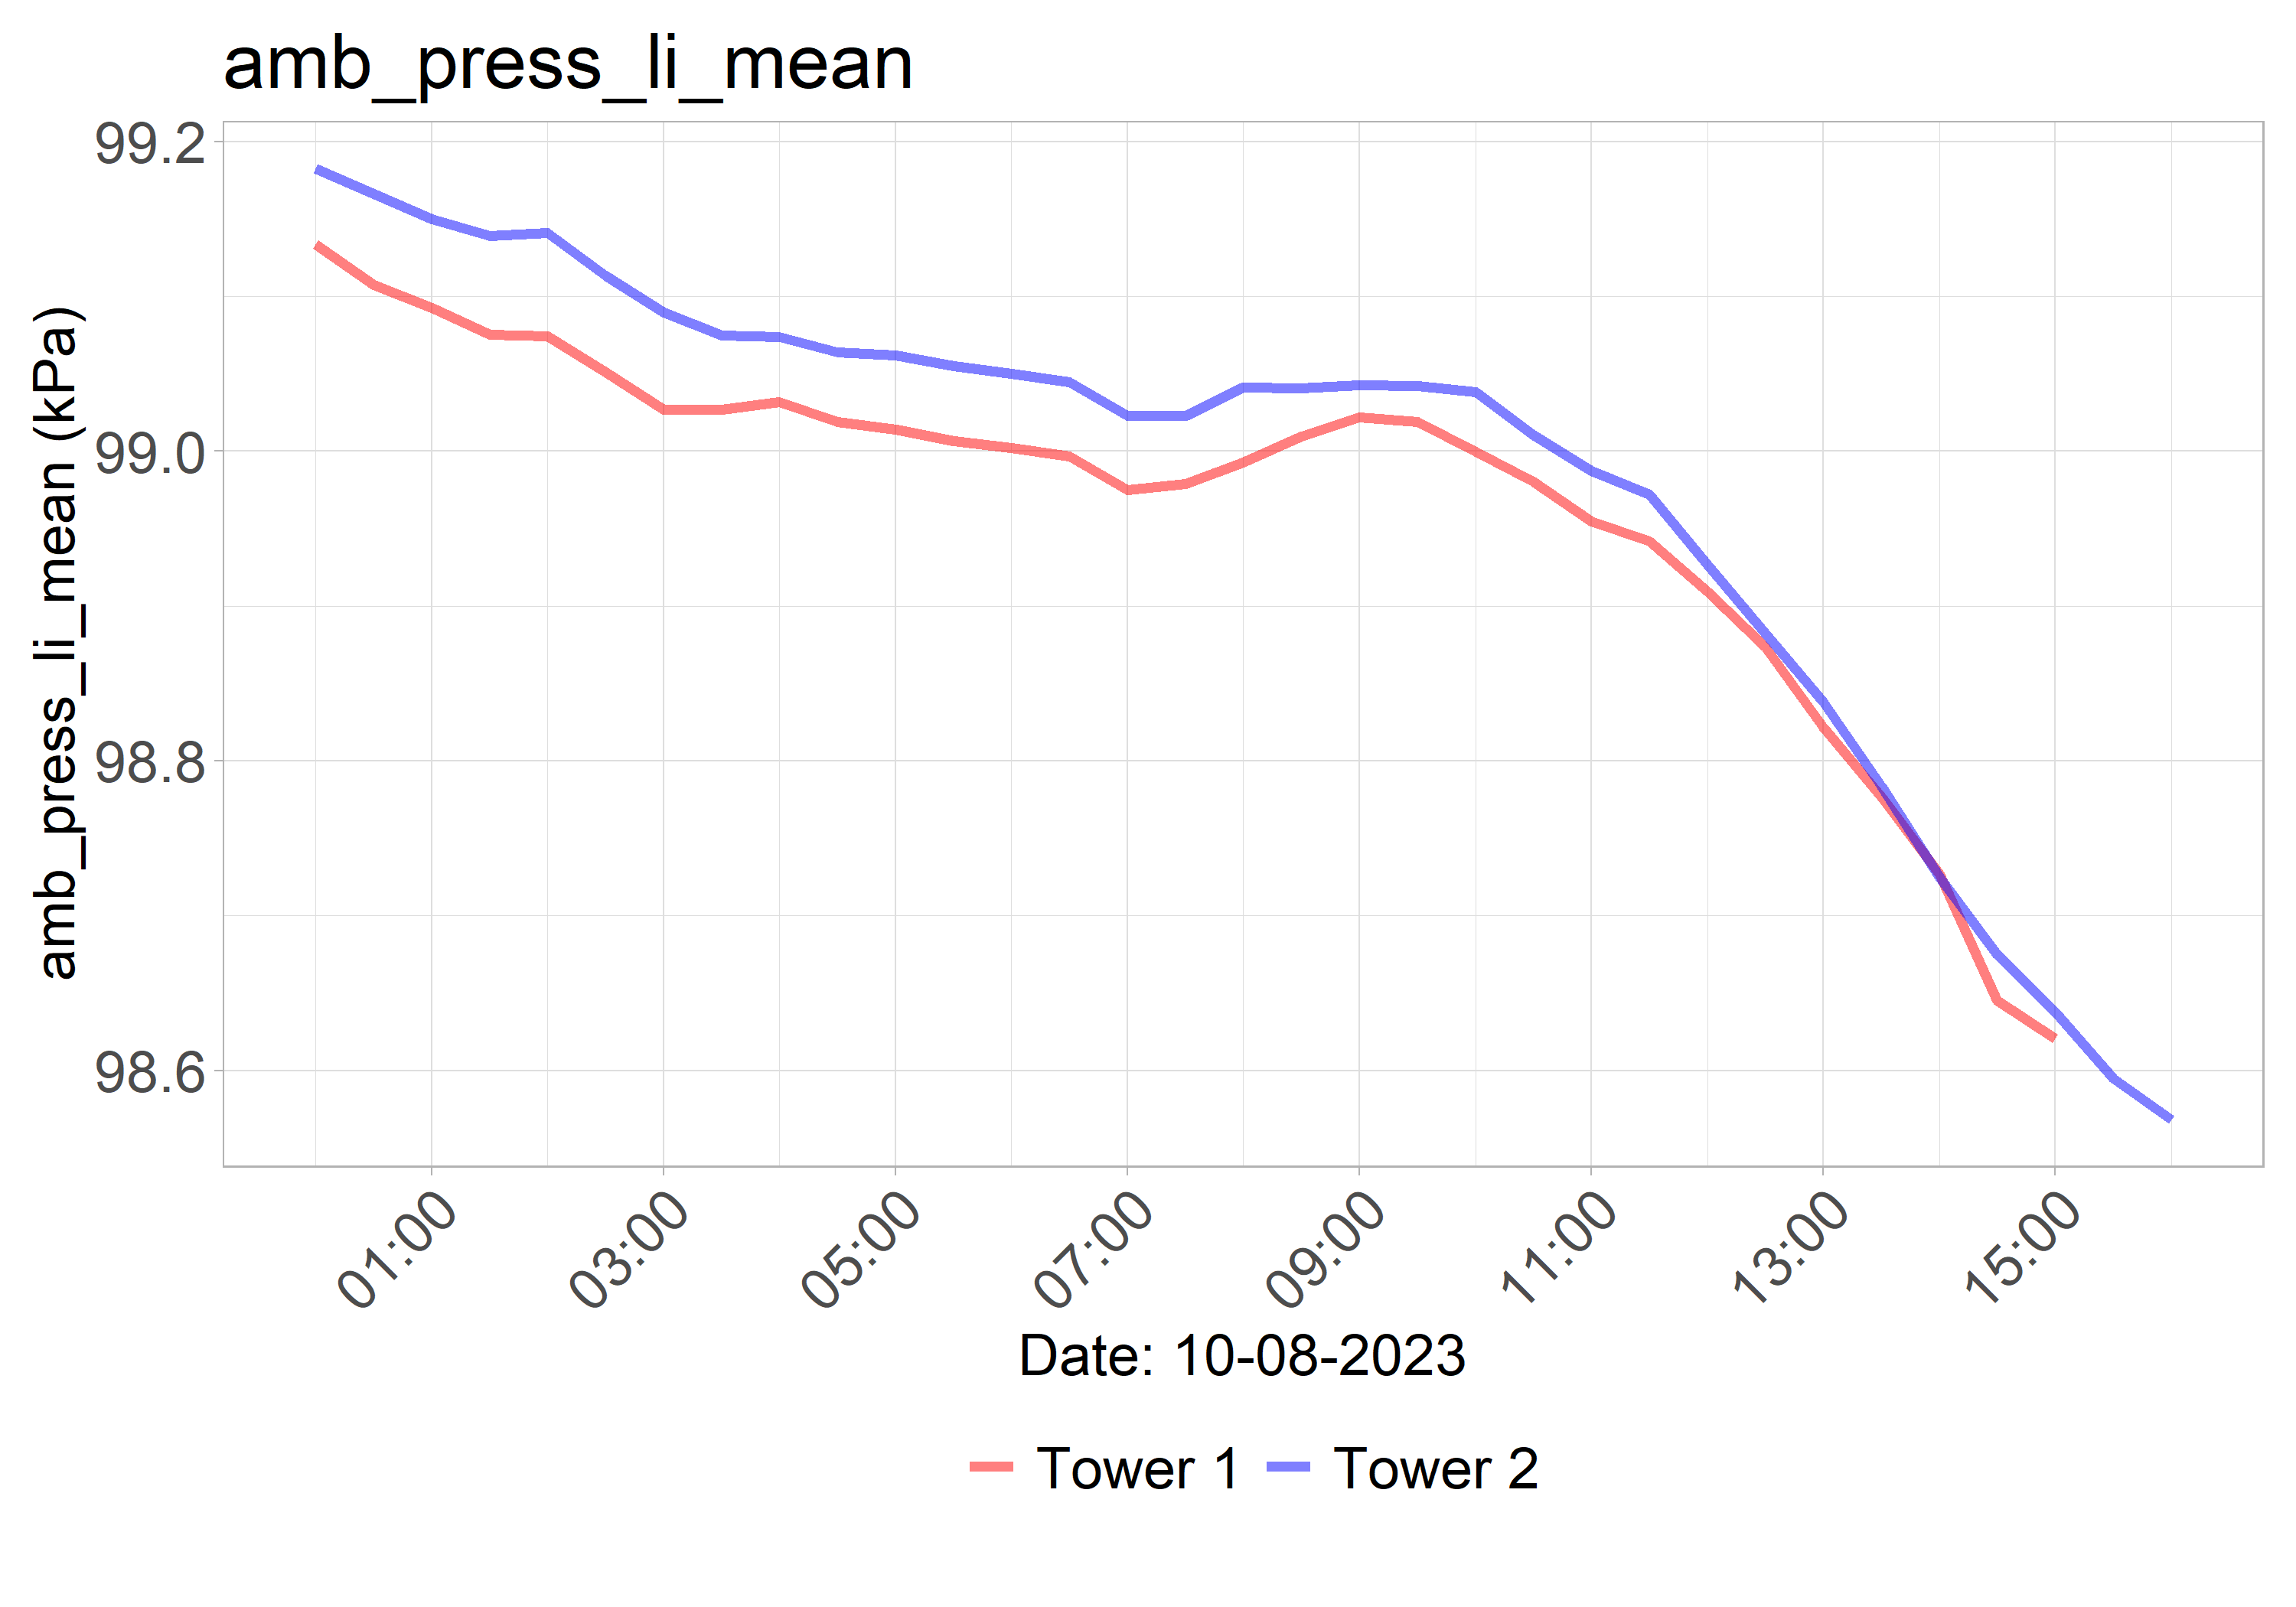 amb_press_li_mean
amb_press_li_mean (kPa)
99.2
99.0
98.8
98.6
01:00
03:00
05:00
07:00
09:00
11:00
13:00
15:00
Date: 10-08-2023
Tower 1
Tower 2